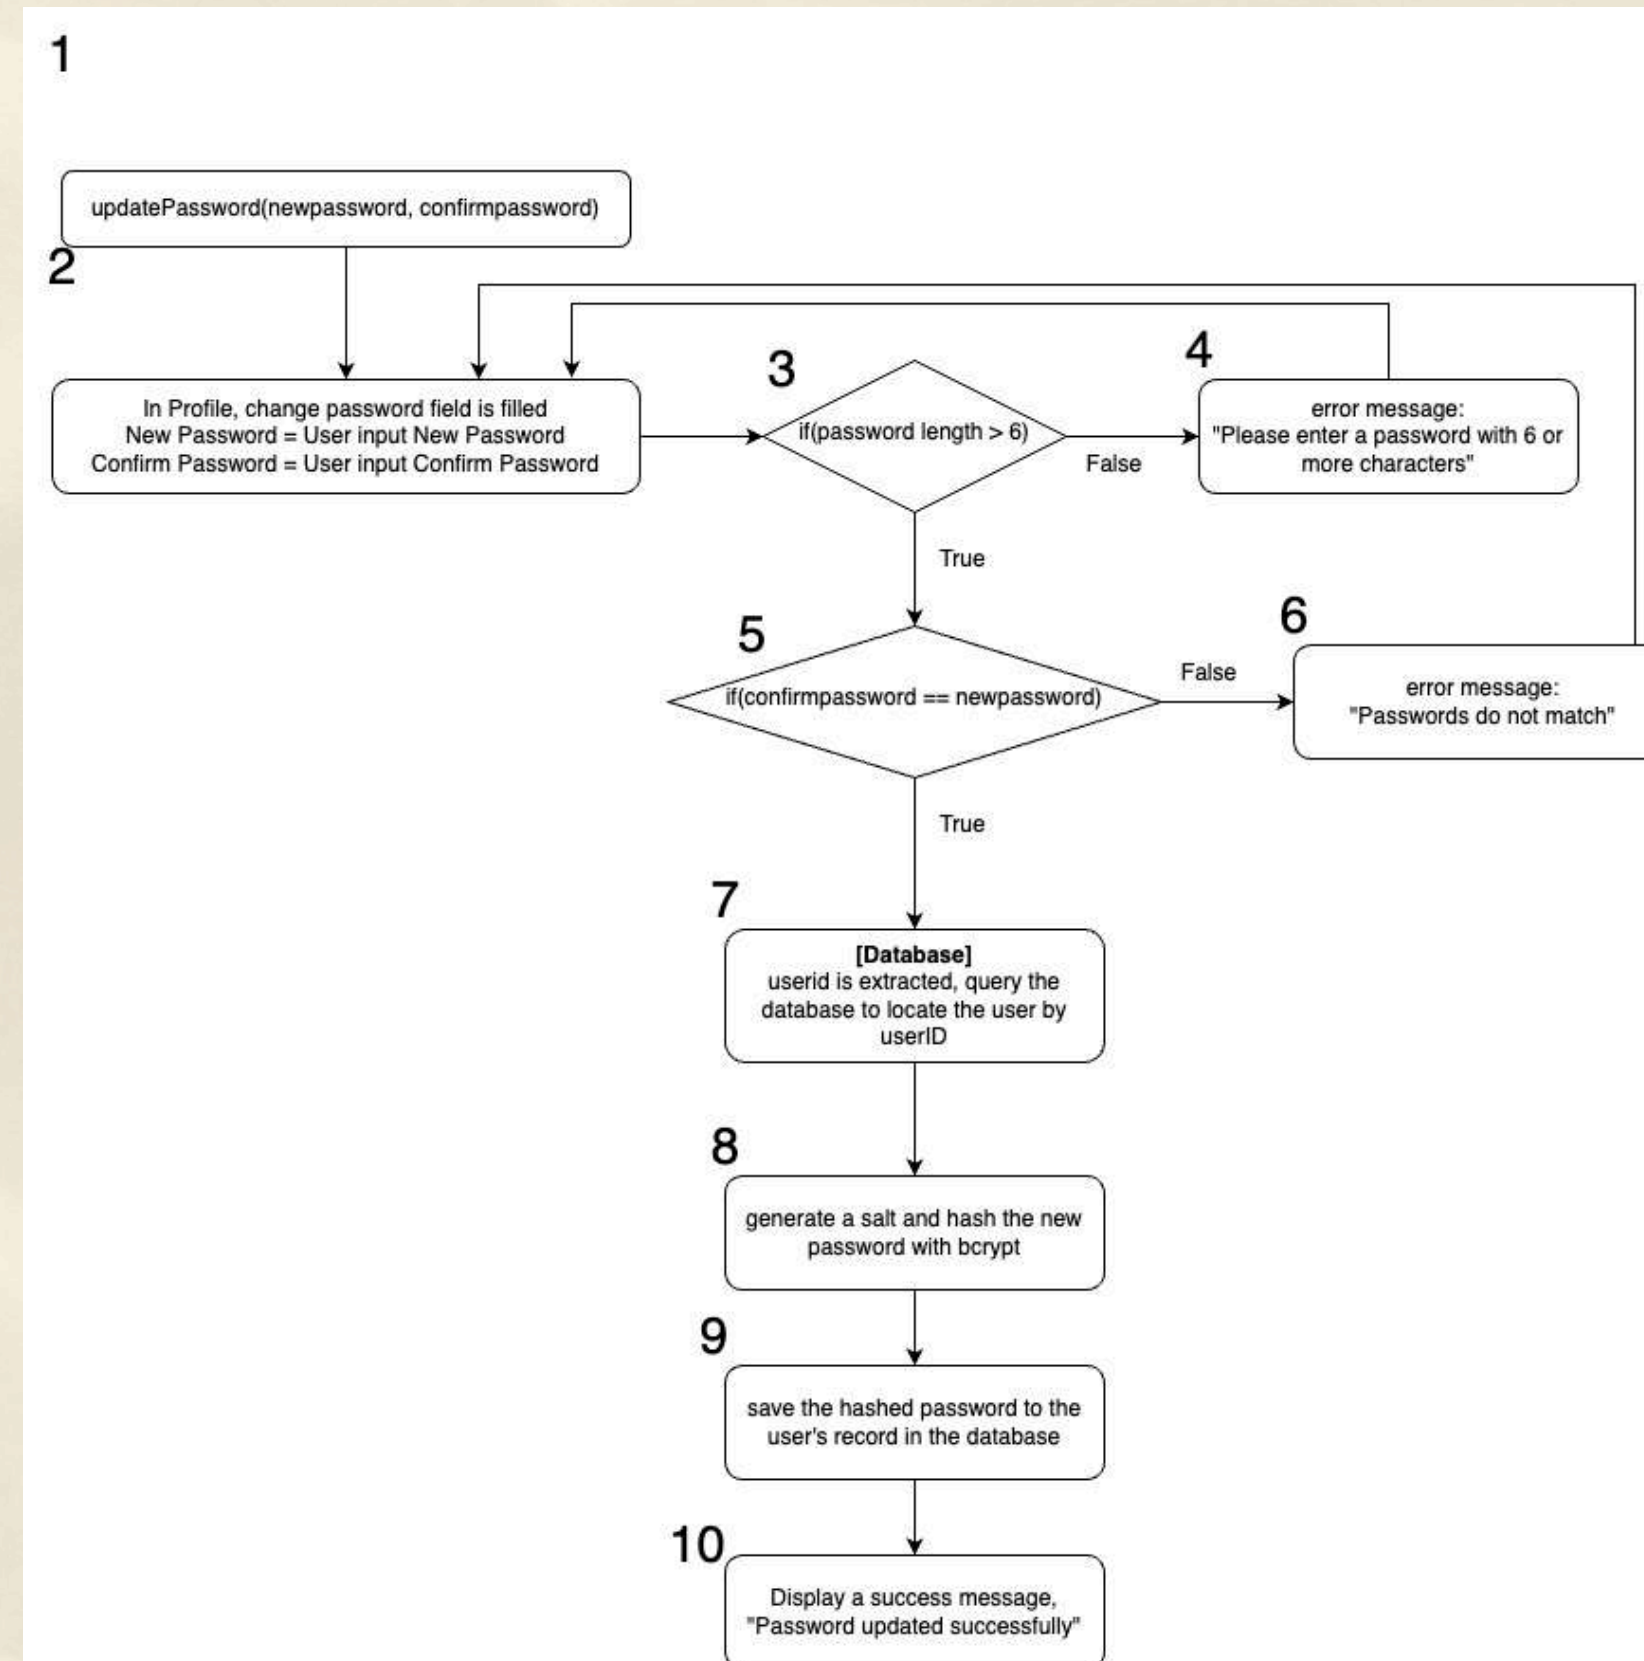 1
updatePassword(newpassword, confirmpassword)
2
In Profile, change password field is filled
New Password = User input New Password
Confirm Password = User input Confirm Password
3
if(password length > 6)
False
4
error message:
"Please enter a password with 6 or
more characters"
True
5
if(confirmpassword == newpassword)
False
6
error message:
"Passwords do not match"
True
7
[Database]
userid is extracted, query the
database to locate the user by
userID
8
generate a salt and hash the new
password with bcrypt
9
save the hashed password to the
user's record in the database
10
Display a success message,
"Password updated successfully"